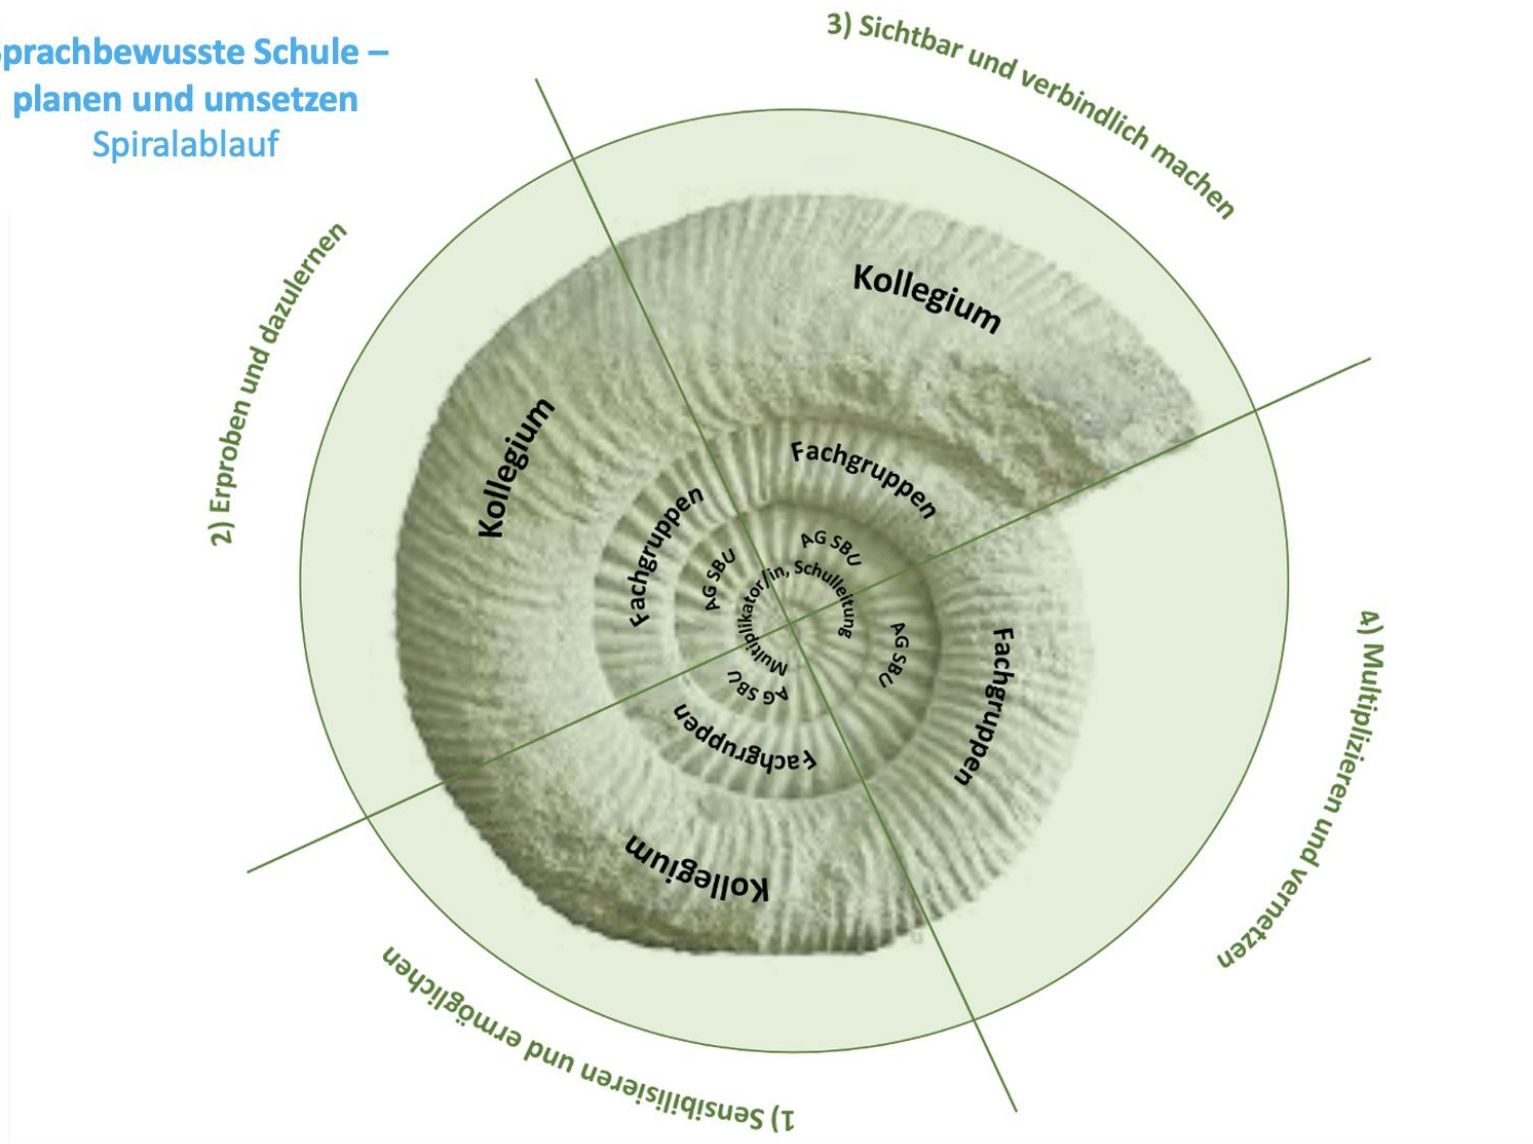 Sprachbewusste Schule –
planen und umsetzen
Spiralablauf
3) Sichtbar und verbindlich machen
2) Erproben und dazulernen
4) Multiplizieren und vernetzen
1) Sensibilisieren und ermöglichen
Kollegium
Kollegium
Kollegium
Fachgruppen
Fachgruppen
Fachgruppen
Fachgruppen
AG SBU
AG SBU
AG SBU
AG SBU
Multiplikator/in, Schulleitung